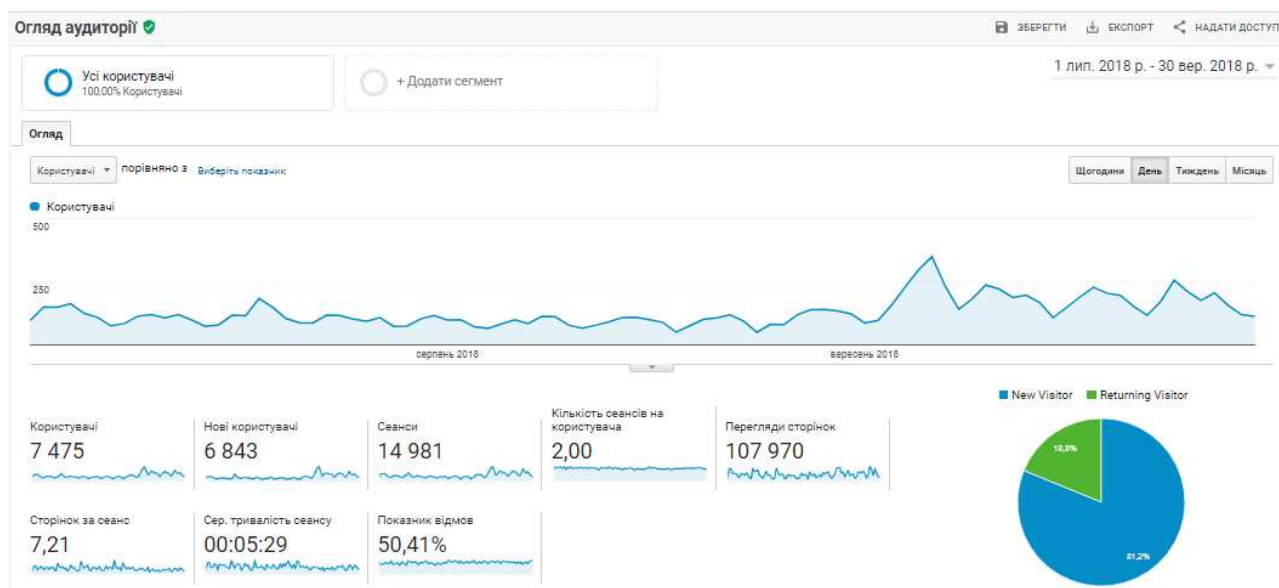 Огляд аудиторії
ЗБЕРЕГТИ ЕКСПОРТ НАДАТИ ДОСТУП
Усі користувачі
100,00% Користувачі
+ Додати сегмент
1 лип. 2018 р. - 30 вер. 2018 р.
Огляд
Користувачі порівняно з Виберіть показник
Щогодини День Тиждень Місяць
Користувачі
500
250
серпень 2018 вересень 2018
New Visitor Returning Visitor
Користувачі
7 475
Нові користувачі
6 843
Сеанси
14 981
Кількість сеансів на
користувача
2,00
Перегляди сторінок
107 970
18,8%
81,2%
Сторінок за сеанс
7,21
Сер. тривалість сеансу
00:05:29
Показник відмов
50,41%